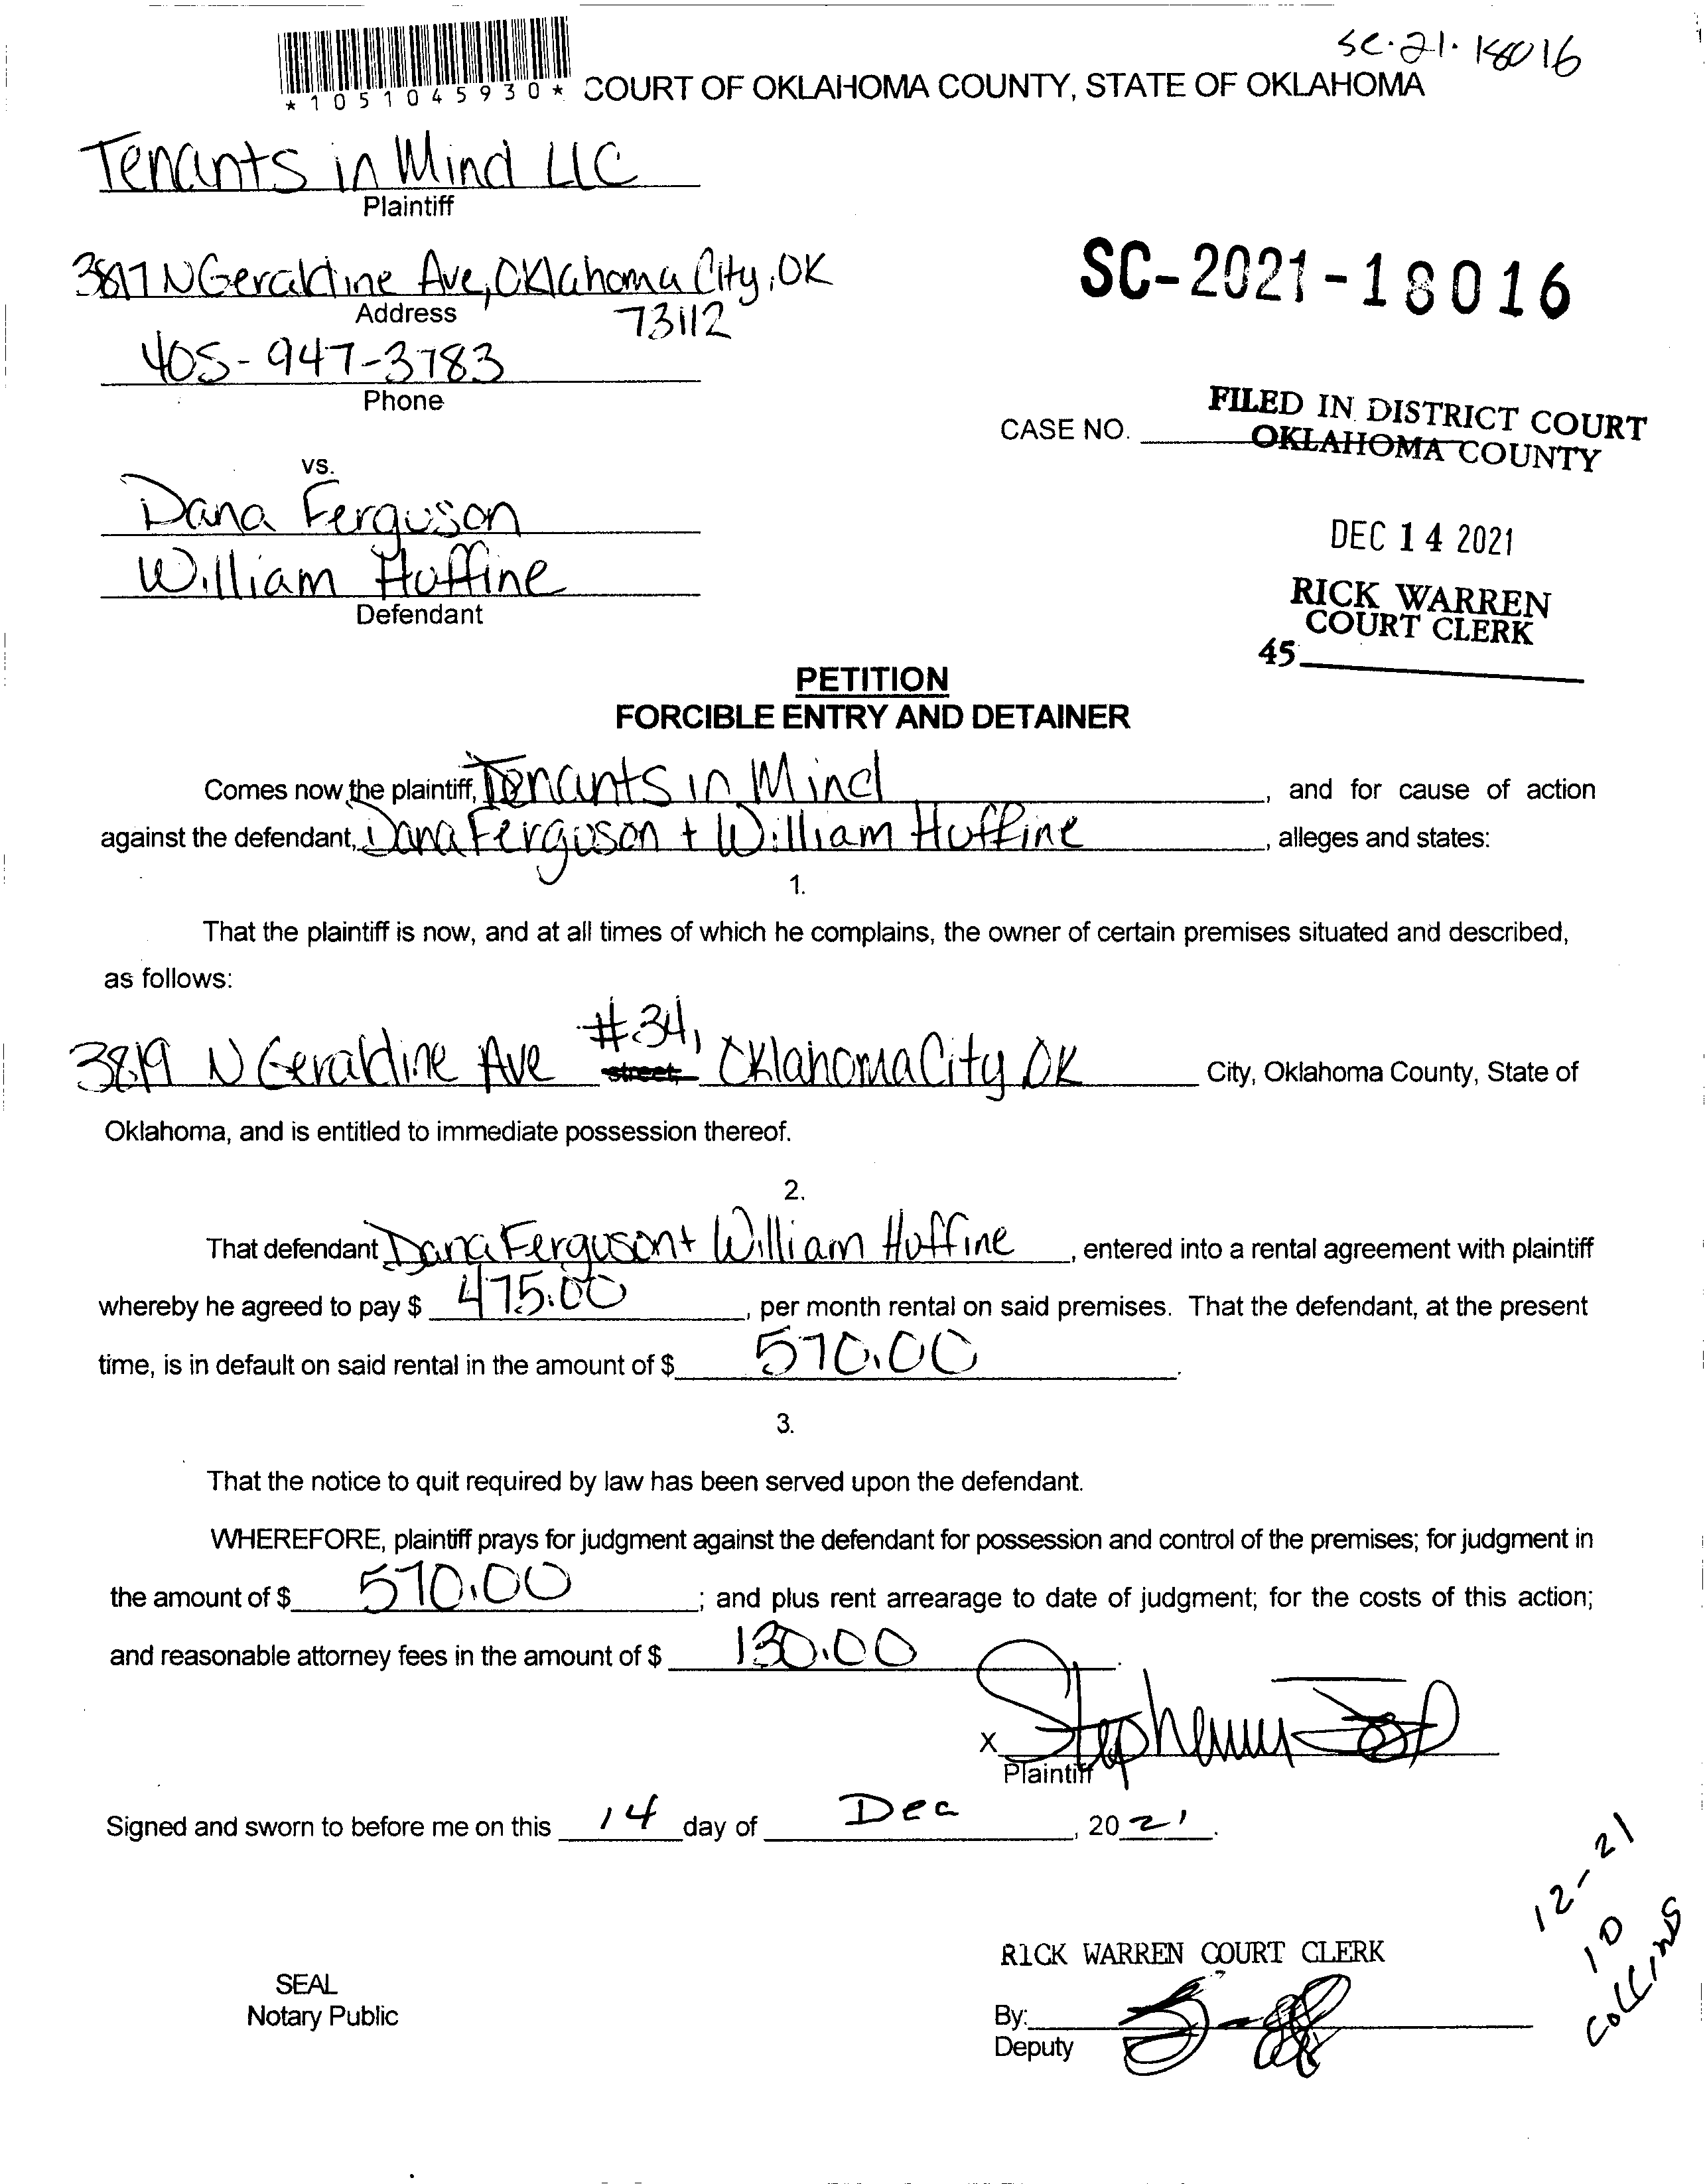 SC-21-18016
*1051045930* COURT OF OKLAHOMA COUNTY, STATE OF OKLAHOMA
Tenants in Mind LLC
Plaintiff
3817 N Geraldine Ave, Oklahoma City, OK
Address 73112
405-947-3783
Phone
SC-2021-18016
CASE NO.
FILED IN DISTRICT COURT
OKLAHOMA COUNTY
DEC 14 2021
RICK WARREN
COURT CLERK
45
vs.
Dana Ferguson
William Huffine
Defendant
PETITION
FORCIBLE ENTRY AND DETAINER
Comes now the plaintiff, Tenants in Mind, and for cause of action
against the defendant, Dana Ferguson + William Huffine, alleges and states:
1.
That the plaintiff is now, and at all times of which he complains, the owner of certain premises situated and described,
as follows:
3819 N Geraldine Ave #34, street, Oklahoma City OK City, Oklahoma County, State of
Oklahoma, and is entitled to immediate possession thereof.
2.
That defendant Dana Ferguson + William Huffine, entered into a rental agreement with plaintiff
whereby he agreed to pay $ 475.00, per month rental on said premises. That the defendant, at the present
time, is in default on said rental in the amount of $ 570.00.
3.
That the notice to quit required by law has been served upon the defendant.
WHEREFORE, plaintiff prays for judgment against the defendant for possession and control of the premises; for judgment in
the amount of $ 570.00; and plus rent arrearage to date of judgment; for the costs of this action;
and reasonable attorney fees in the amount of $ 130.00.
X
Plaintiff
Signed and sworn to before me on this 14 day of Dec, 2021.
12-21
10
Collins
RICK WARREN COURT CLERK
SEAL
Notary Public
By:
Deputy